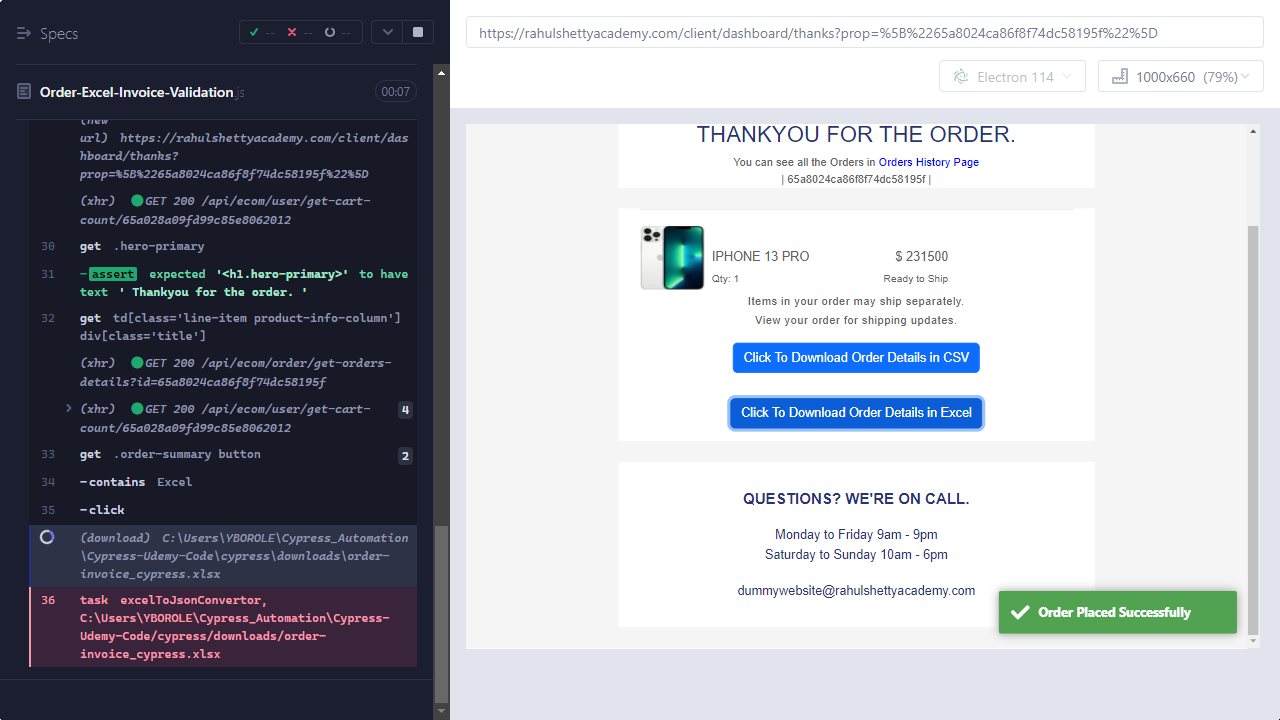 Specs
-- -- --
Order-Excel-Invoice-Validation.js 00:07
(new
url) https://rahulshettyacademy.com/client/das
hboard/thanks?
prop=%5B%2265a8024ca86f8f74dc58195f%22%5D
(xhr) GET 200 /api/ecom/user/get-cart-
count/65a028a09fd99c85e8062012
30 get .hero-primary
31 -assert expected '<h1.hero-primary>' to have
text ' Thankyou for the order. '
32 get td[class='line-item product-info-column']
div[class='title']
(xhr) GET 200 /api/ecom/order/get-orders-
details?id=65a8024ca86f8f74dc58195f
(xhr) GET 200 /api/ecom/user/get-cart- 4
count/65a028a09fd99c85e8062012
33 get .order-summary button 2
34 -contains Excel
35 -click
(download) C:\Users\YBOROLE\Cypress_Automation
\Cypress-Udemy-Code\cypress\downloads\order-
invoice_cypress.xlsx
36 task excelToJsonConvertor,
C:\Users\YBOROLE\Cypress_Automation\Cypress-
Udemy-Code/cypress/downloads/order-
invoice_cypress.xlsx
https://rahulshettyacademy.com/client/dashboard/thanks?prop=%5B%2265a8024ca86f8f74dc58195f%22%5D
Electron 114
1000x660 (79%)
THANKYOU FOR THE ORDER.
You can see all the Orders in Orders History Page
| 65a8024ca86f8f74dc58195f |
IPHONE 13 PRO $ 231500
Qty: 1 Ready to Ship
Items in your order may ship separately.
View your order for shipping updates.
Click To Download Order Details in CSV
Click To Download Order Details in Excel
QUESTIONS? WE'RE ON CALL.
Monday to Friday 9am - 9pm
Saturday to Sunday 10am - 6pm
dummywebsite@rahulshettyacademy.com
Order Placed Successfully